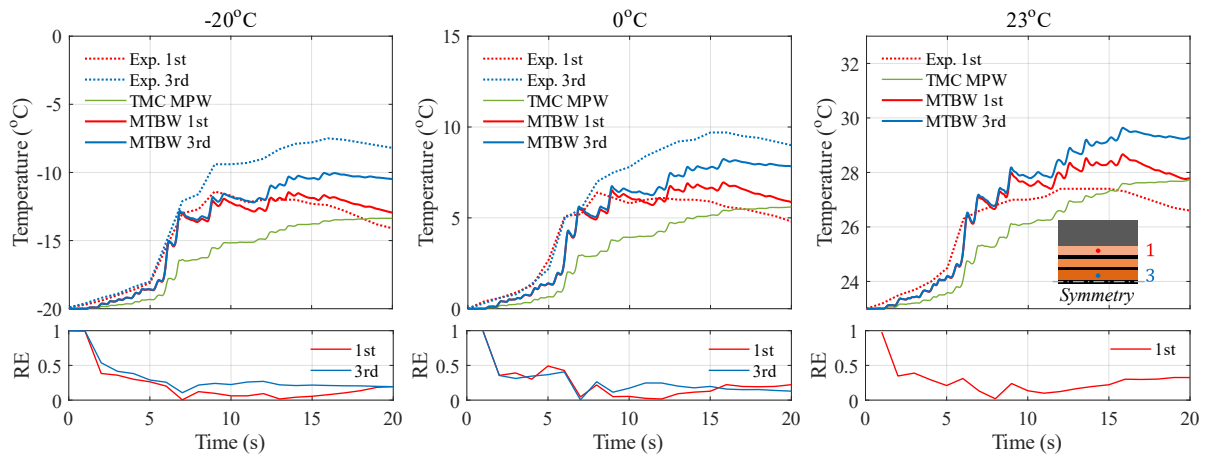 -20°C
0
-5
-10
-15
-20
Temperature (°C)
Exp. 1st
Exp. 3rd
TMC MPW
MTBW 1st
MTBW 3rd
1
0.5
0
RE
1st
3rd
0 5 10 15 20
Time (s)
0°C
15
10
5
0
Temperature (°C)
Exp. 1st
Exp. 3rd
TMC MPW
MTBW 1st
MTBW 3rd
1
0.5
0
RE
1st
3rd
0 5 10 15 20
Time (s)
23°C
32
30
28
26
24
Temperature (°C)
Exp. 1st
TMC MPW
MTBW 1st
MTBW 3rd
1
3
Symmetry
1
0.5
0
RE
1st
0 5 10 15 20
Time (s)